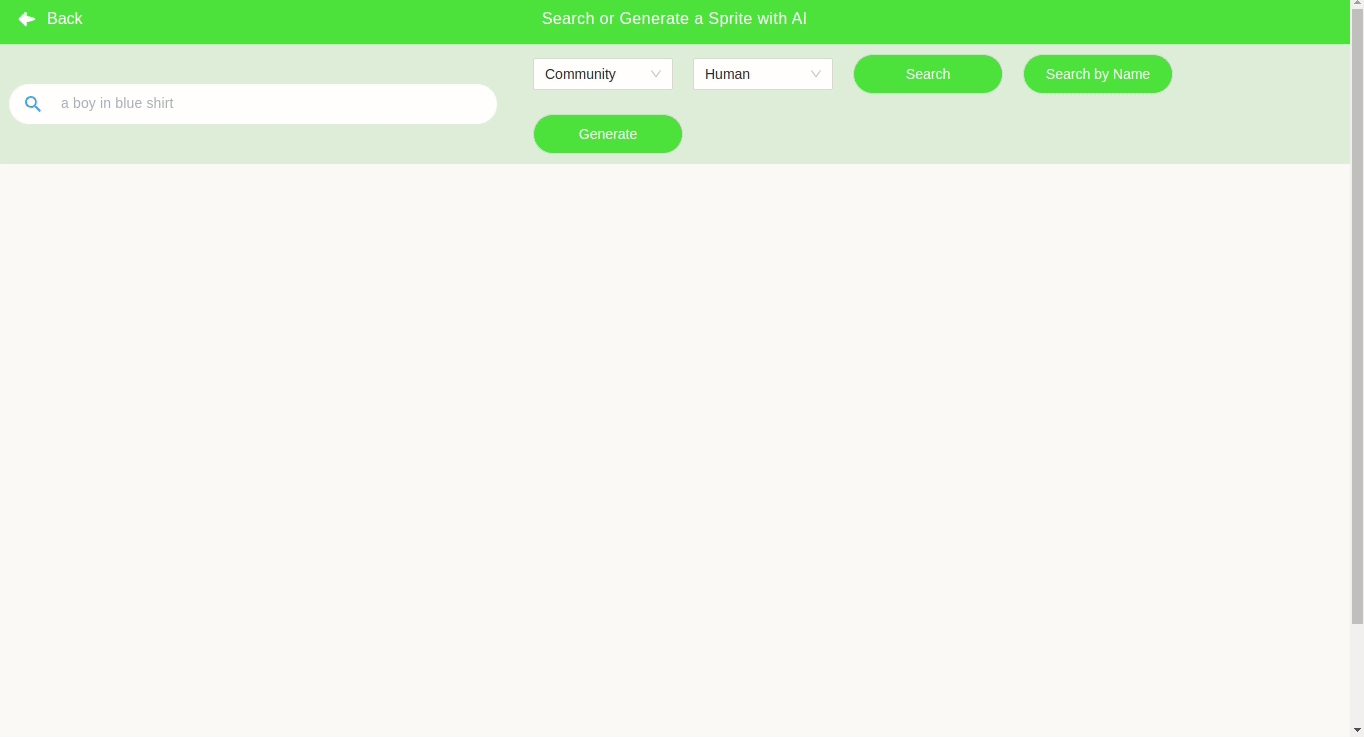 Back
Search or Generate a Sprite with AI
a boy in blue shirt
Community
Human
Search
Search by Name
Generate